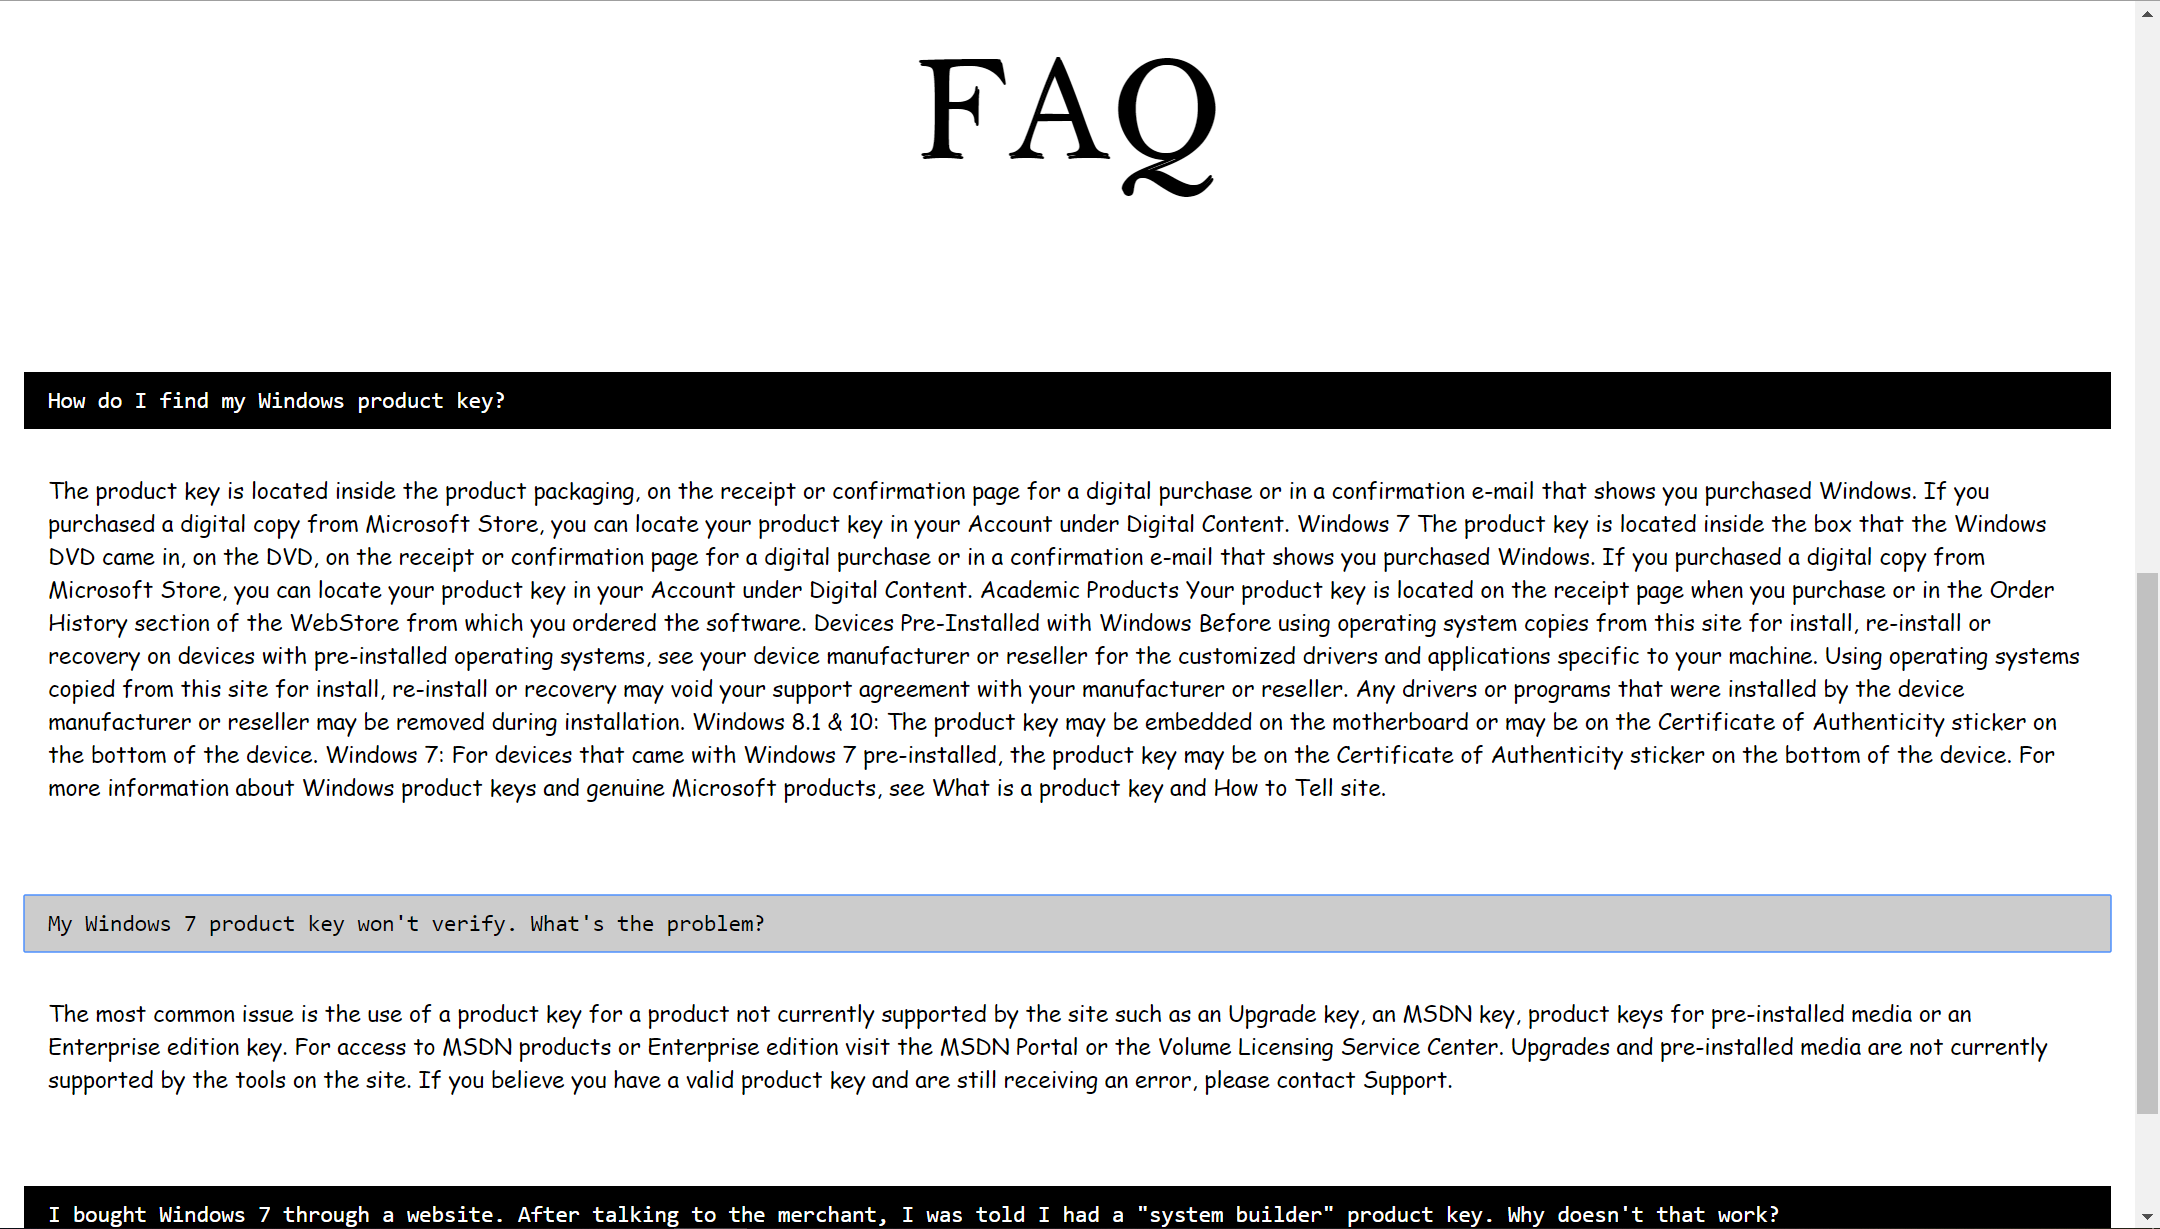 FAQ
How do I find my Windows product key?
The product key is located inside the product packaging, on the receipt or confirmation page for a digital purchase or in a confirmation e-mail that shows you purchased Windows. If you
purchased a digital copy from Microsoft Store, you can locate your product key in your Account under Digital Content. Windows 7 The product key is located inside the box that the Windows
DVD came in, on the DVD, on the receipt or confirmation page for a digital purchase or in a confirmation e-mail that shows you purchased Windows. If you purchased a digital copy from
Microsoft Store, you can locate your product key in your Account under Digital Content. Academic Products Your product key is located on the receipt page when you purchase or in the Order
History section of the WebStore from which you ordered the software. Devices Pre-Installed with Windows Before using operating system copies from this site for install, re-install or
recovery on devices with pre-installed operating systems, see your device manufacturer or reseller for the customized drivers and applications specific to your machine. Using operating systems
copied from this site for install, re-install or recovery may void your support agreement with your manufacturer or reseller. Any drivers or programs that were installed by the device
manufacturer or reseller may be removed during installation. Windows 8.1 & 10: The product key may be embedded on the motherboard or may be on the Certificate of Authenticity sticker on
the bottom of the device. Windows 7: For devices that came with Windows 7 pre-installed, the product key may be on the Certificate of Authenticity sticker on the bottom of the device. For
more information about Windows product keys and genuine Microsoft products, see What is a product key and How to Tell site.
My Windows 7 product key won't verify. What's the problem?
The most common issue is the use of a product key for a product not currently supported by the site such as an Upgrade key, an MSDN key, product keys for pre-installed media or an
Enterprise edition key. For access to MSDN products or Enterprise edition visit the MSDN Portal or the Volume Licensing Service Center. Upgrades and pre-installed media are not currently
supported by the tools on the site. If you believe you have a valid product key and are still receiving an error, please contact Support.
I bought Windows 7 through a website. After talking to the merchant, I was told I had a "system builder" product key. Why doesn't that work?